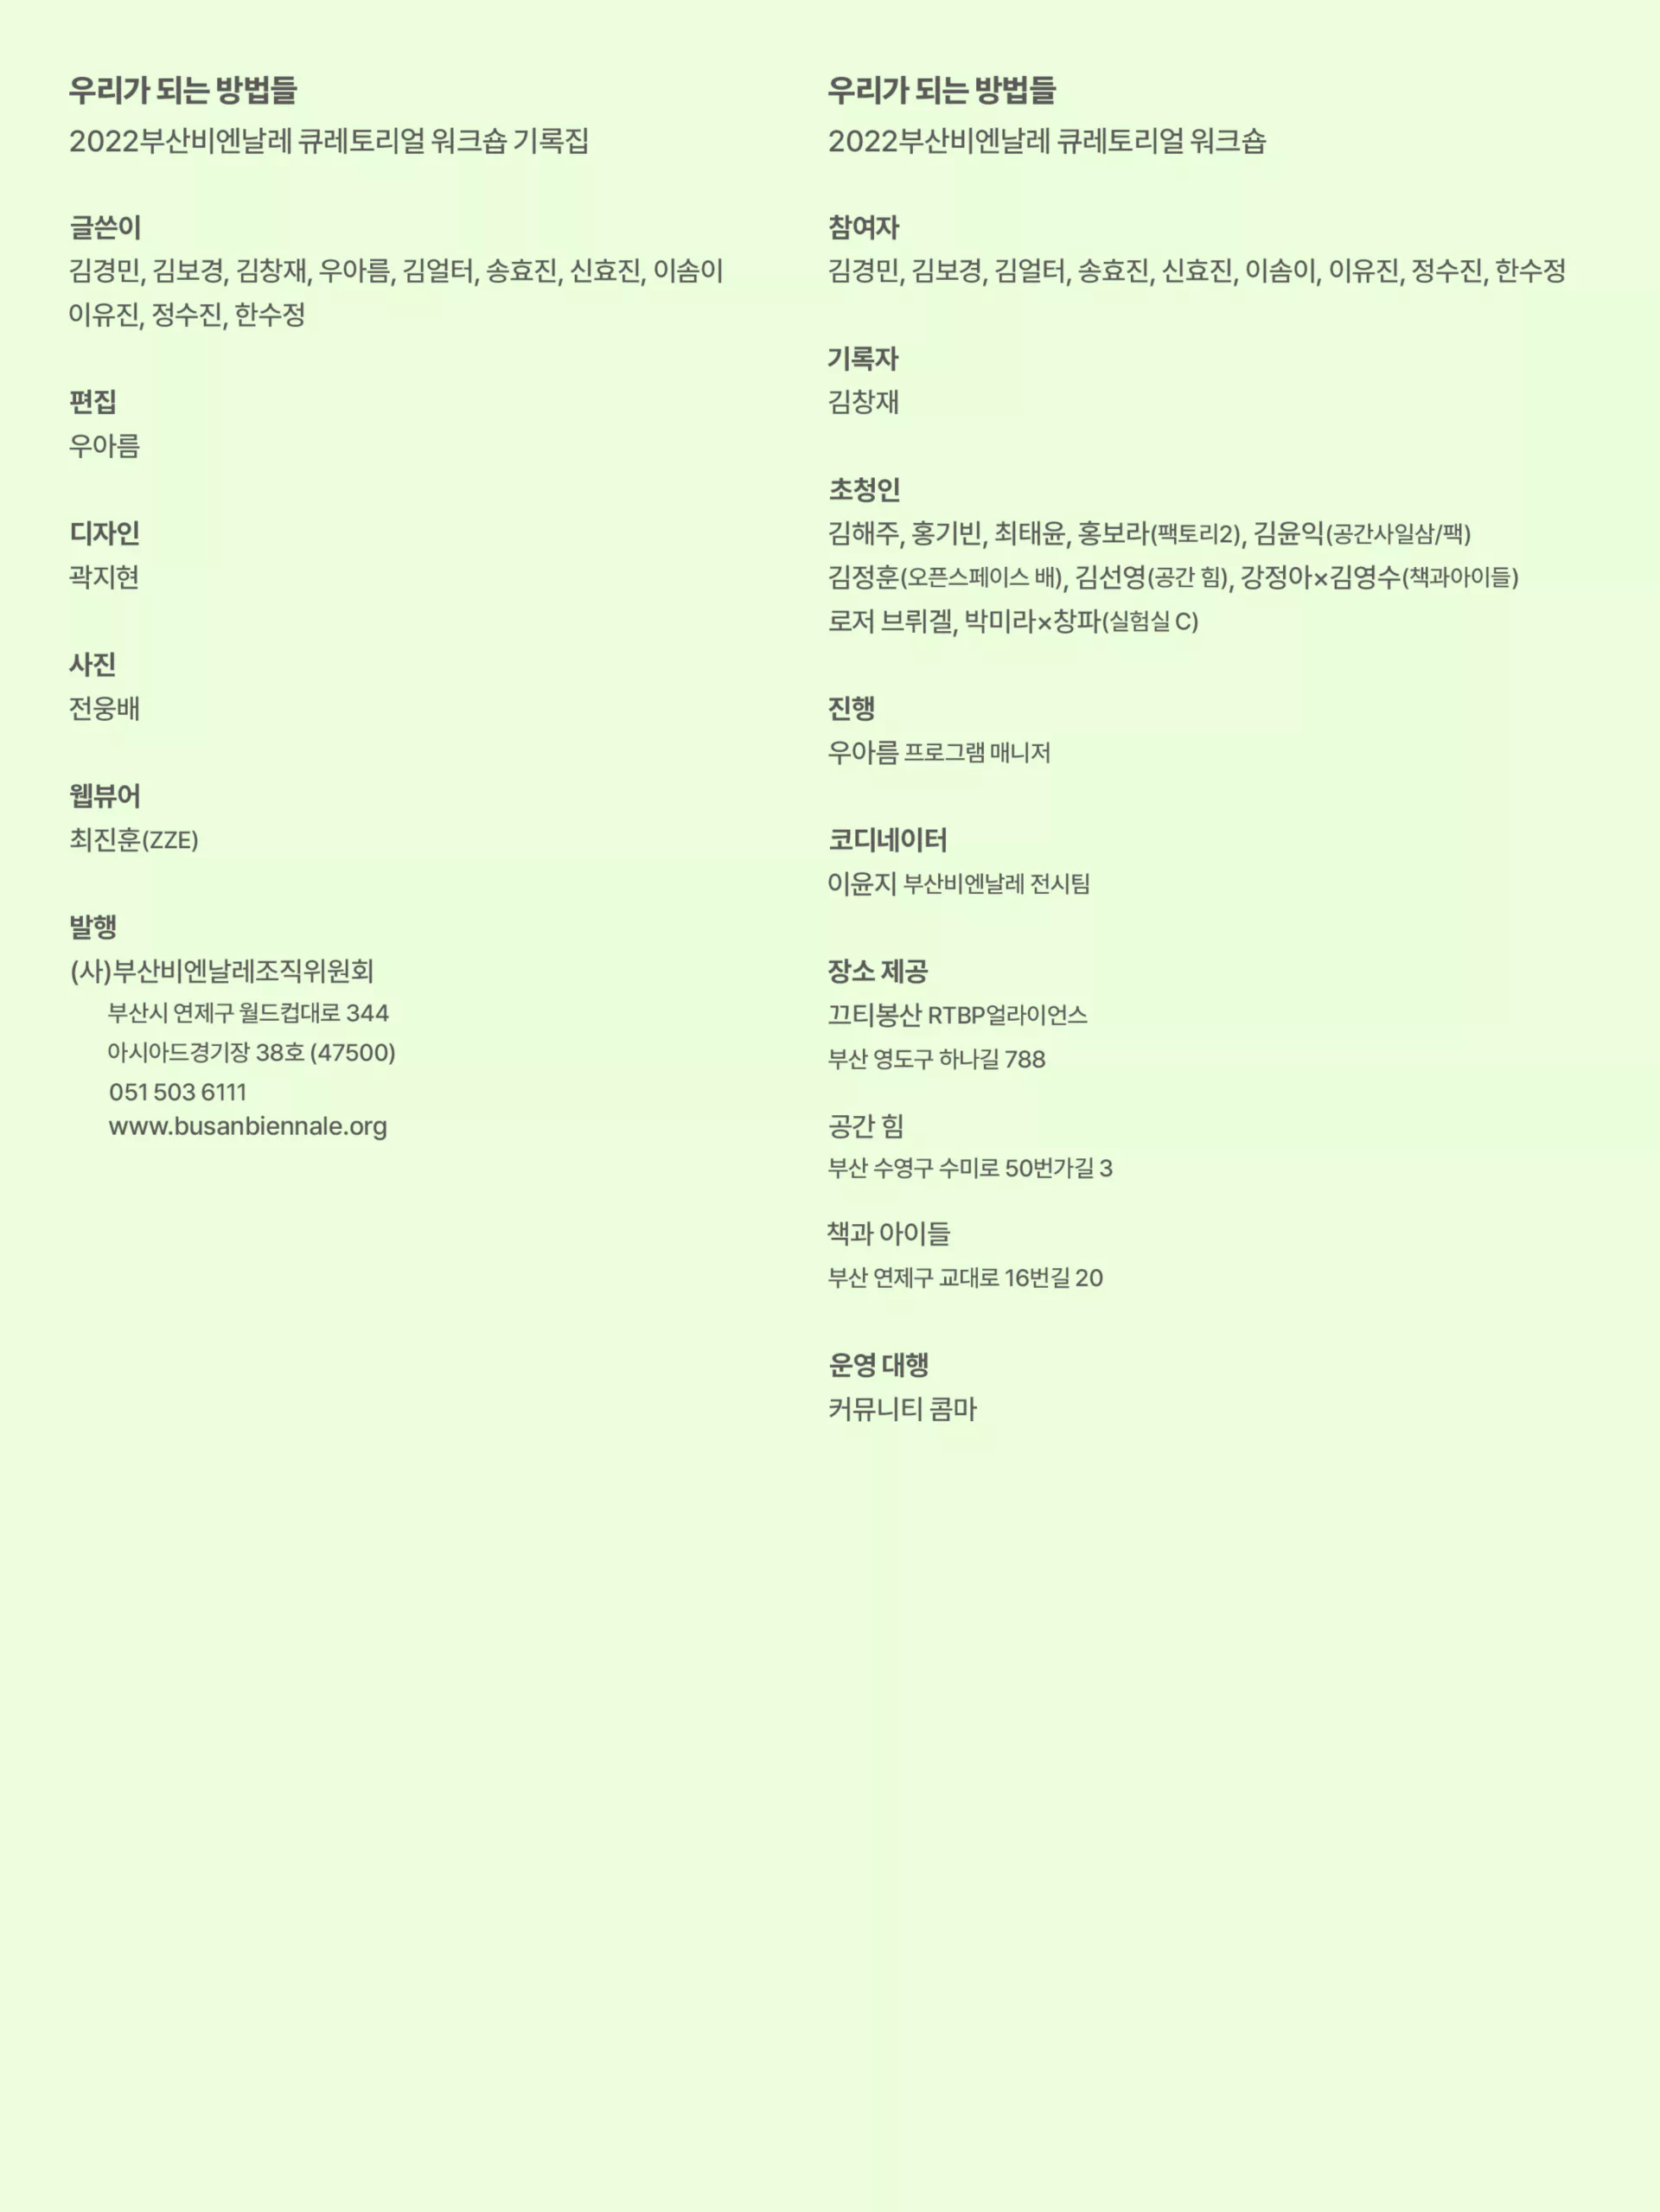 우리가 되는 방법들
2022부산비엔날레 큐레토리얼 워크숍 기록집
글쓴이
김경민, 김보경, 김창재, 우아름, 김얼터, 송효진, 신효진, 이솜이
이유진, 정수진, 한수정
편집
우아름
디자인
곽지현
사진
전웅배
웹뷰어
최진훈(ZZE)
발행
(사)부산비엔날레조직위원회
부산시 연제구 월드컵대로 344
아시아드경기장 38호 (47500)
051 503 6111
www.busanbiennale.org
우리가 되는 방법들
2022부산비엔날레 큐레토리얼 워크숍
참여자
김경민, 김보경, 김얼터, 송효진, 신효진, 이솜이, 이유진, 정수진, 한수정
기록자
김창재
초청인
김해주, 홍기빈, 최태윤, 홍보라(팩토리2), 김윤익(공간사일삼/팩)
김정훈(오픈스페이스 배), 김선영(공간 힘), 강정아×김영수(책과아이들)
로저 브뤼겔, 박미라×창파(실험실 C)
진행
우아름 프로그램 매니저
코디네이터
이윤지 부산비엔날레 전시팀
장소 제공
끄티봉산 RTBP얼라이언스
부산 영도구 하나길 788
공간 힘
부산 수영구 수미로 50번가길 3
책과 아이들
부산 연제구 교대로 16번길 20
운영 대행
커뮤니티 콤마